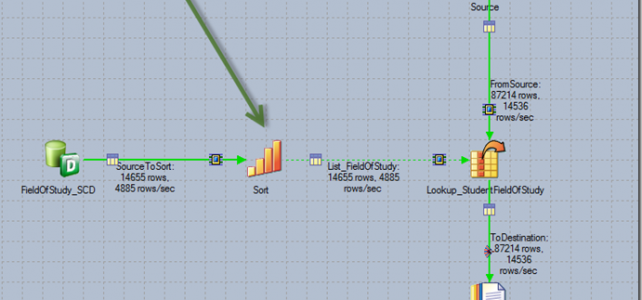 Source
FromSource:
87214 rows,
14536
rows/sec
SourceToSort:
14655 rows,
4885 rows/sec
List_FieldOfStudy:
14655 rows, 4885
rows/sec
FieldOfStudy_SCD
Sort
Lookup_StudentFieldOfStudy
ToDestination:
87214 rows,
14536
rows/sec